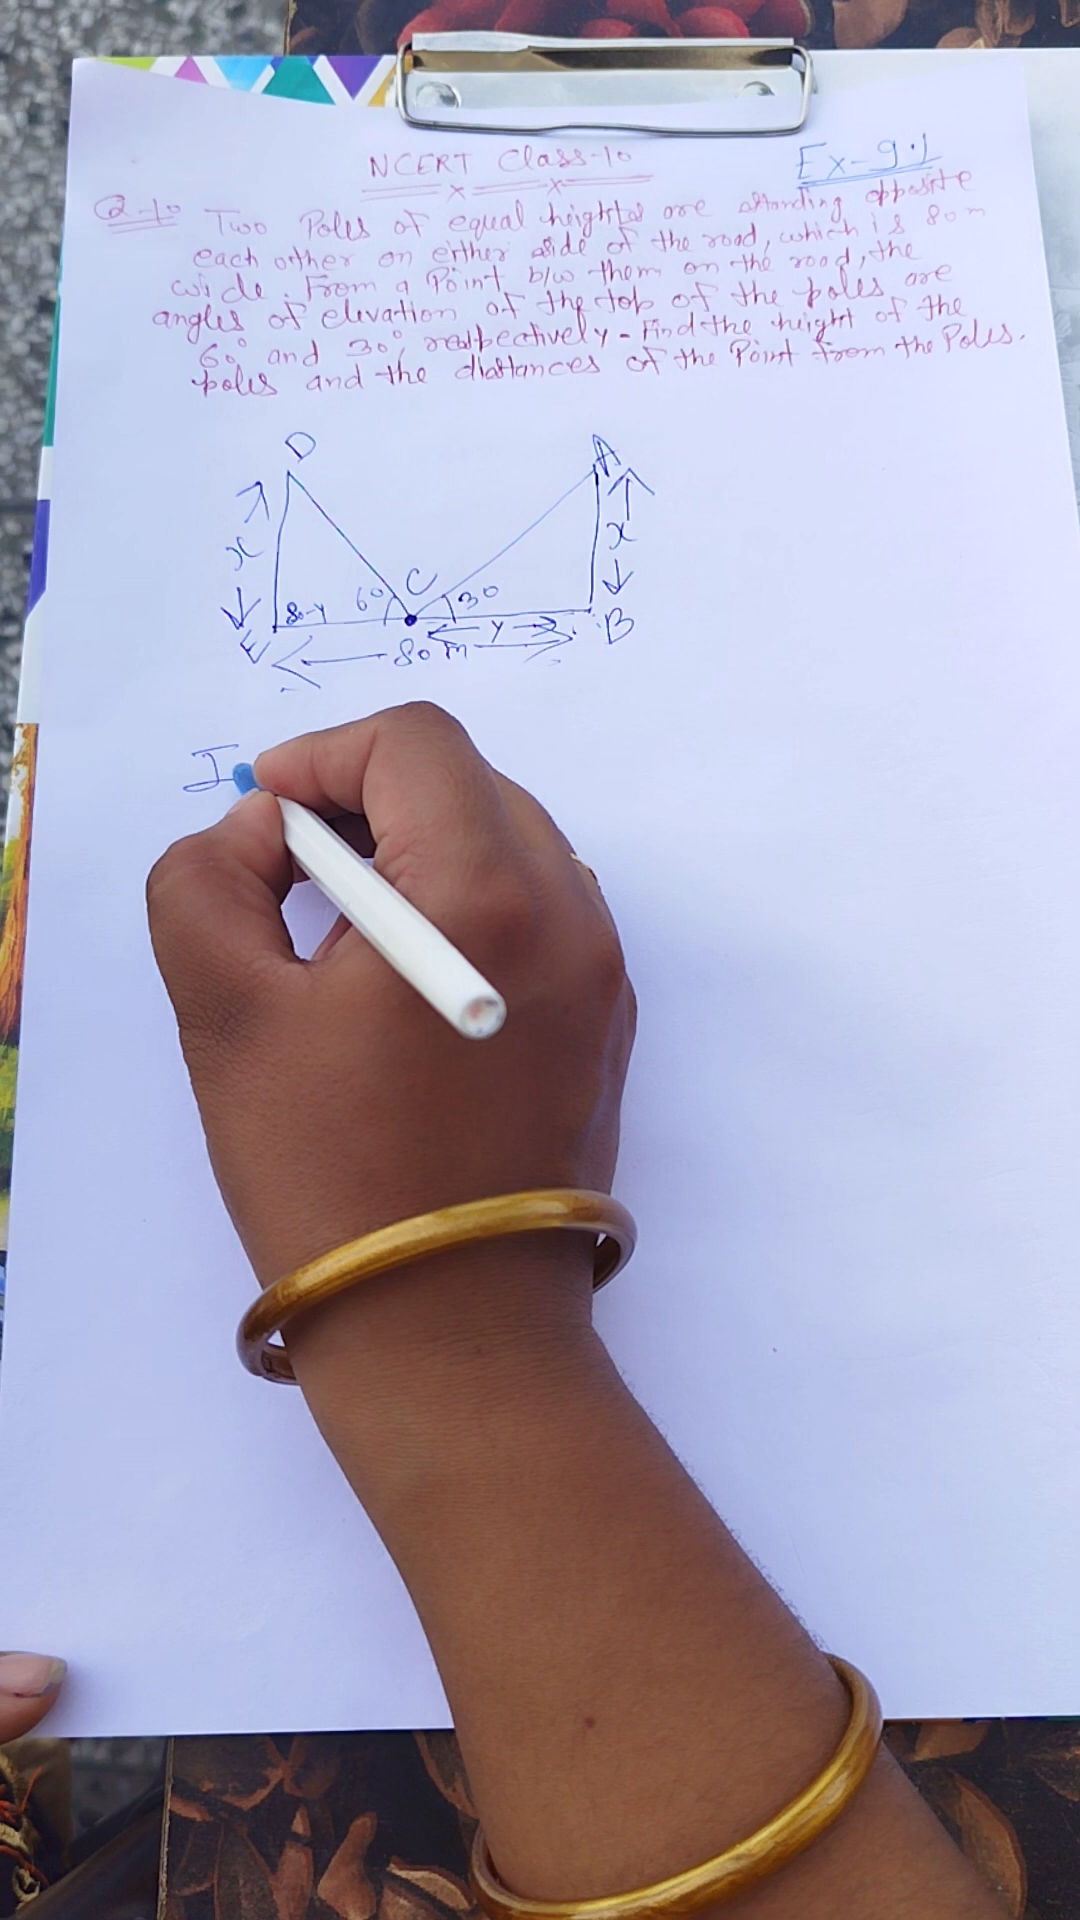 NCERT Class-10
Ex-9.1
Q-10 Two Poles of equal heights are standing opposite
each other on either side of the road, which is 80 m
wide. From a Point b/w them on the road, the
angles of elevation of the top of the poles are
60° and 30°, respectively - Find the height of the
poles and the distances of the Point from the Poles.
D A
x x
C
80-y 60 30
E y B
80 m
I